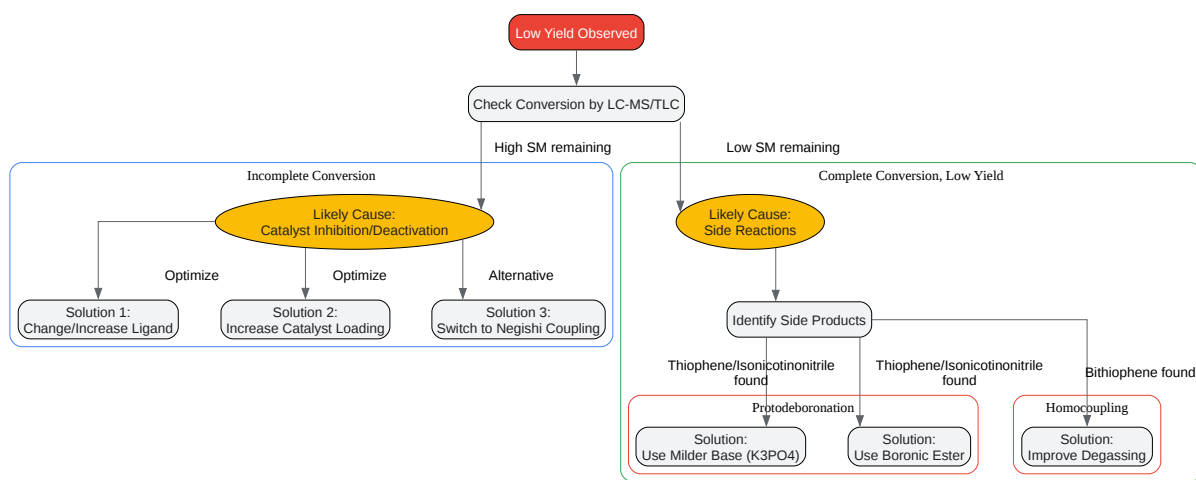 Low Yield Observed
Check Conversion by LC-MS/TLC
High SM remaining
Low SM remaining
Incomplete Conversion
Likely Cause:
Catalyst Inhibition/Deactivation
Optimize
Optimize
Alternative
Solution 1:
Change/Increase Ligand
Solution 2:
Increase Catalyst Loading
Solution 3:
Switch to Negishi Coupling
Complete Conversion, Low Yield
Likely Cause:
Side Reactions
Identify Side Products
Thiophene/Isonicotinonitrile
found
Thiophene/Isonicotinonitrile
found
Bithiophene found
Protodeboronation
Solution:
Use Milder Base (K3PO4)
Solution:
Use Boronic Ester
Homocoupling
Solution:
Improve Degassing